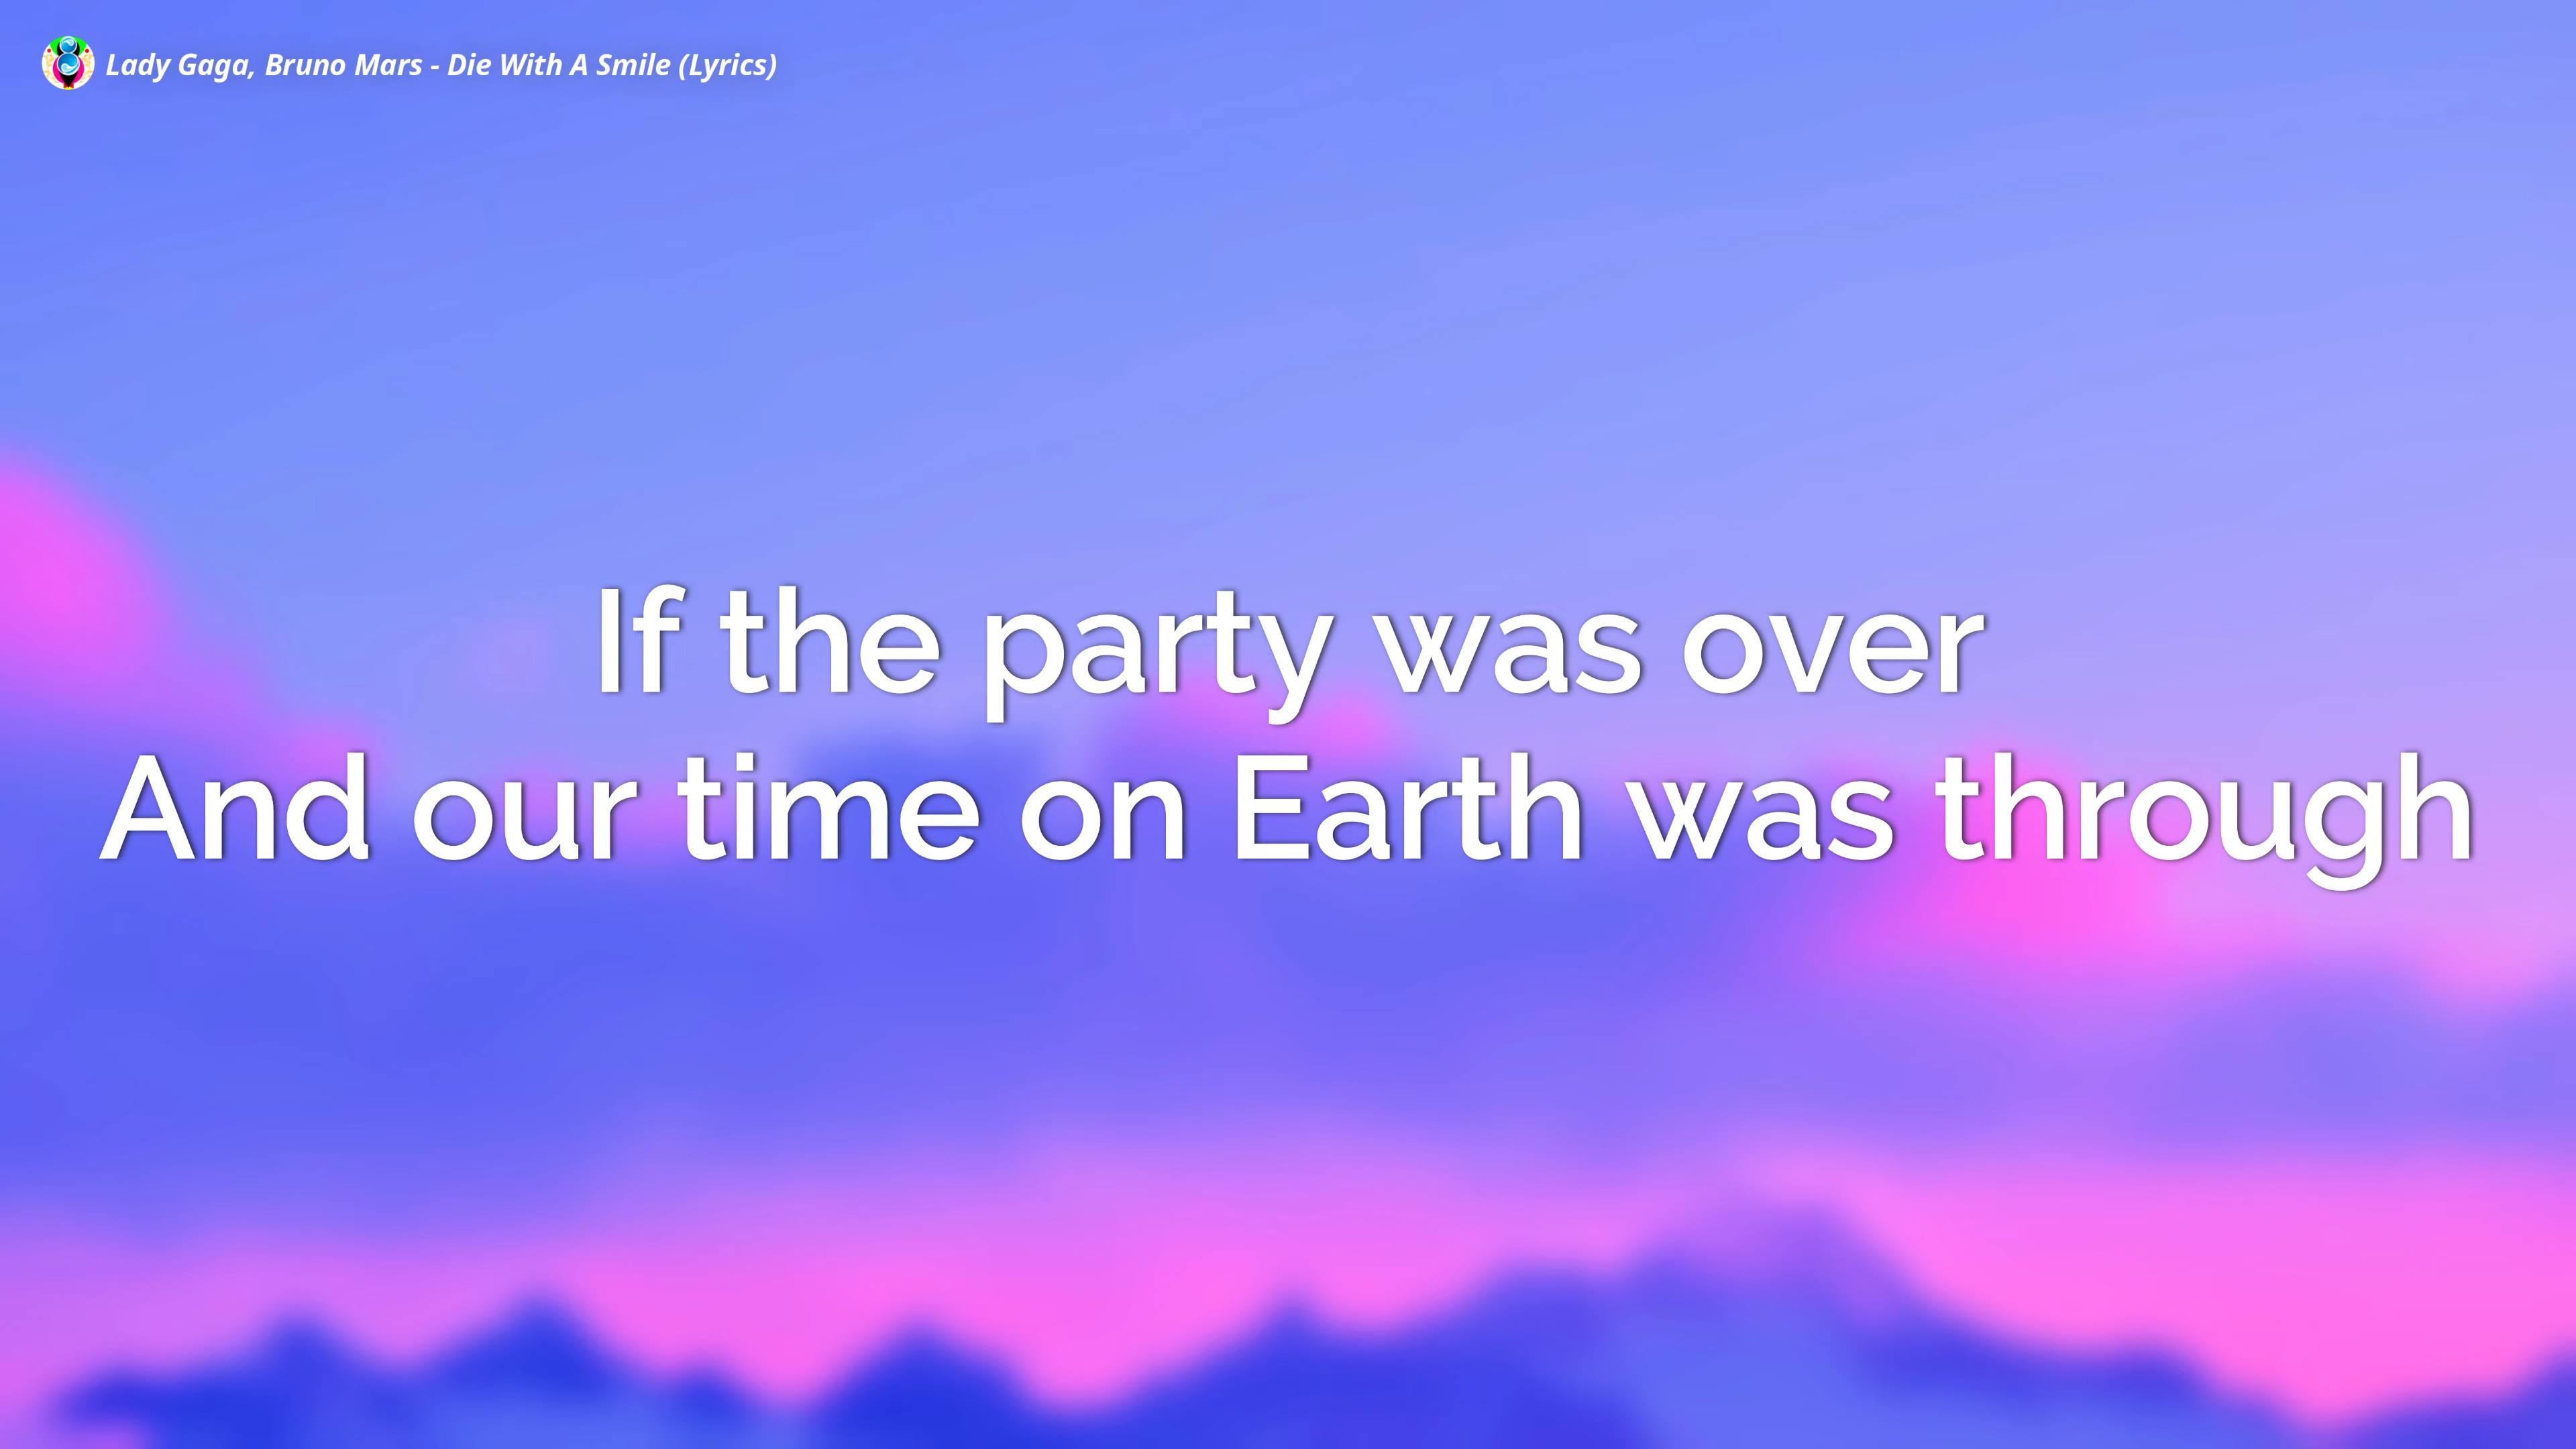 Lady Gaga, Bruno Mars - Die With A Smile (Lyrics)
If the party was over
And our time on Earth was through